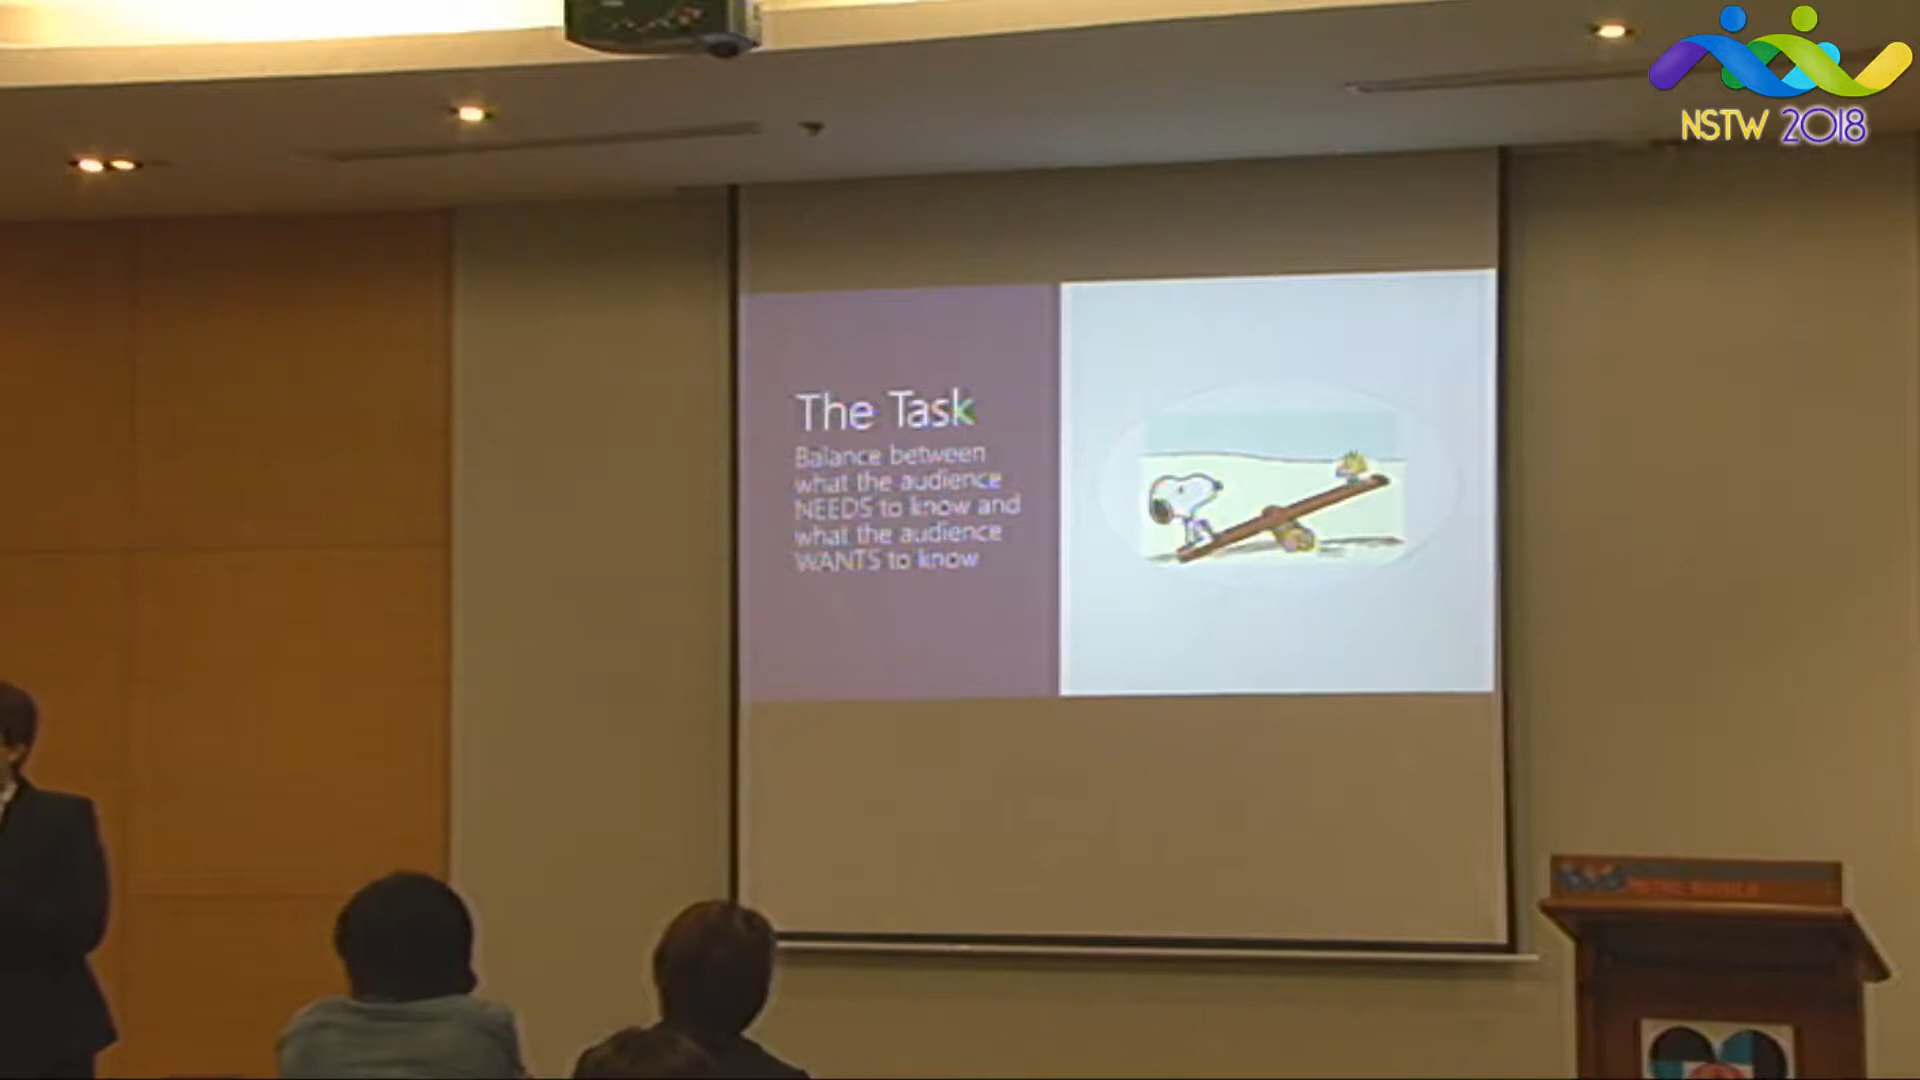 NSTW 2018
The Task
Balance between
what the audience
NEEDS to know and
what the audience
WANTS to know